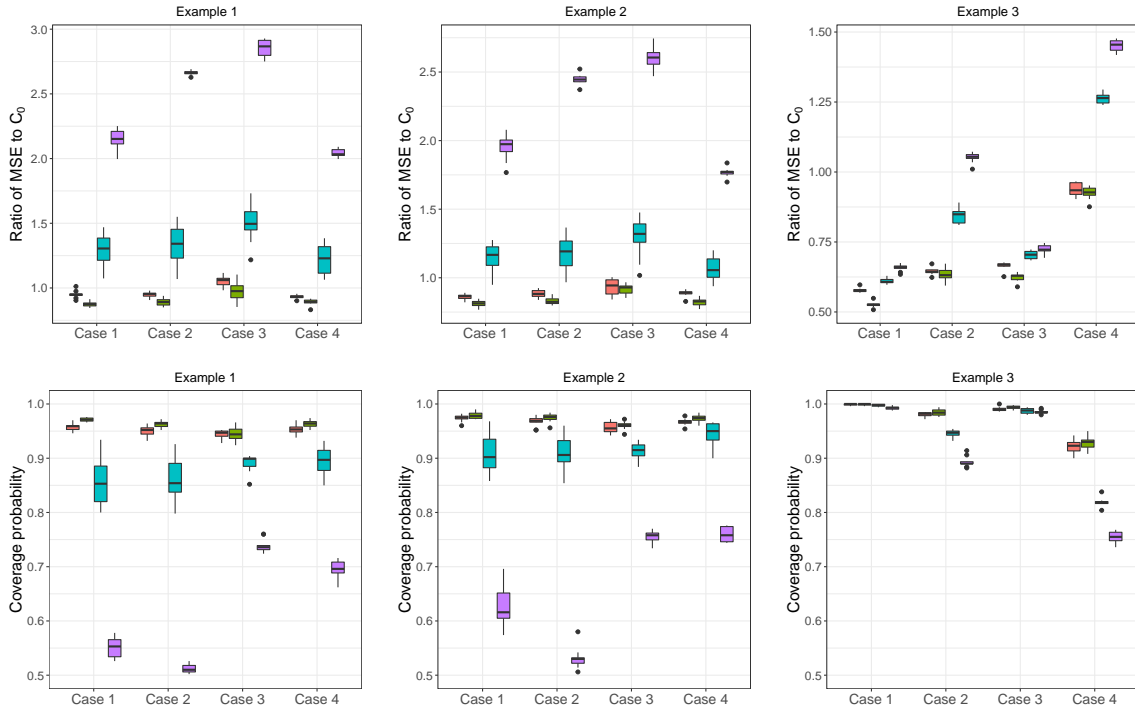 Example 1
Ratio of MSE to C0
3.0
2.5
2.0
1.5
1.0
Case 1 Case 2 Case 3 Case 4
Example 2
Ratio of MSE to C0
2.5
2.0
1.5
1.0
Case 1 Case 2 Case 3 Case 4
Example 3
Ratio of MSE to C0
1.50
1.25
1.00
0.75
0.50
Case 1 Case 2 Case 3 Case 4
Example 1
Coverage probability
1.0
0.9
0.8
0.7
0.6
0.5
Case 1 Case 2 Case 3 Case 4
Example 2
Coverage probability
1.0
0.9
0.8
0.7
0.6
0.5
Case 1 Case 2 Case 3 Case 4
Example 3
Coverage probability
1.0
0.9
0.8
0.7
0.6
0.5
Case 1 Case 2 Case 3 Case 4